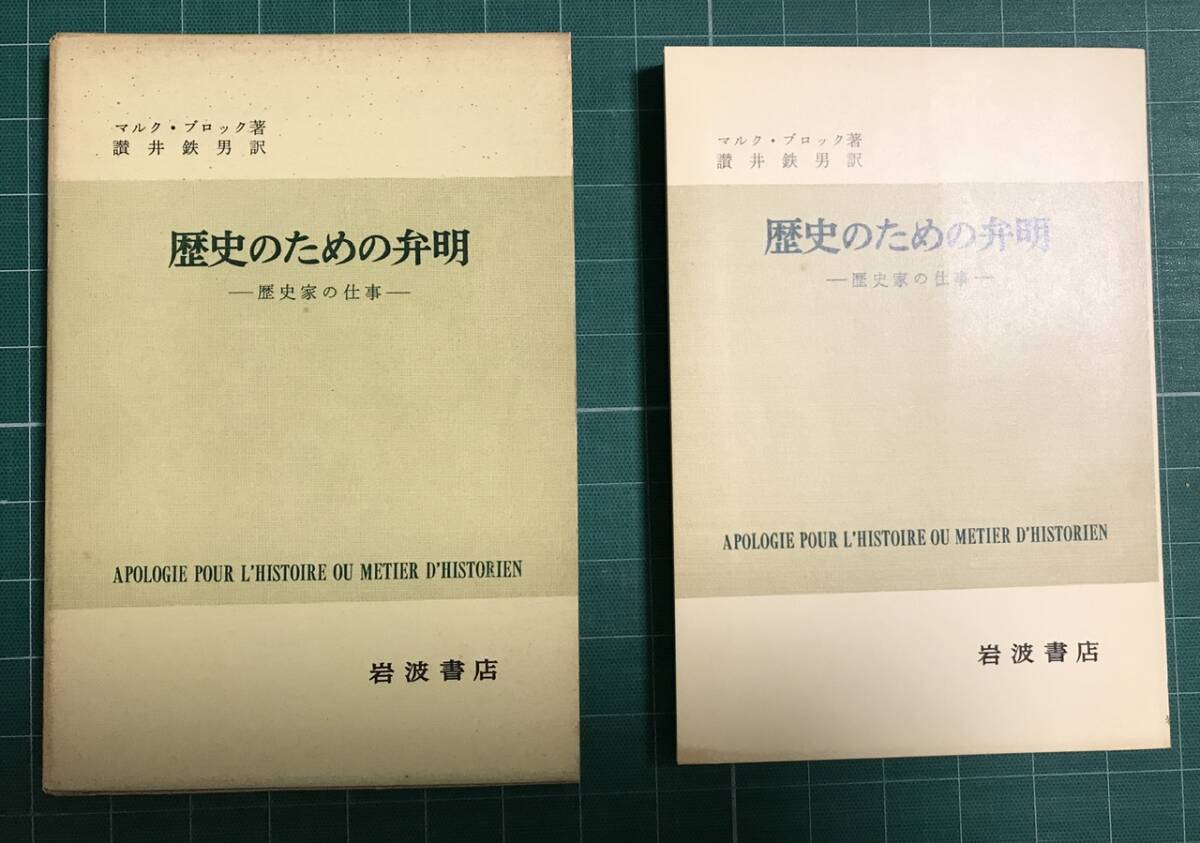 マルク・ブロック著
讃井鉄男訳
歴史のための弁明
—歴史家の仕事—
APOLOGIE POUR L'HISTOIRE OU METIER D'HISTORIEN
岩波書店
マルク・ブロック著
讃井鉄男訳
歴史のための弁明
—歴史家の仕事—
APOLOGIE POUR L'HISTOIRE OU METIER D'HISTORIEN
岩波書店